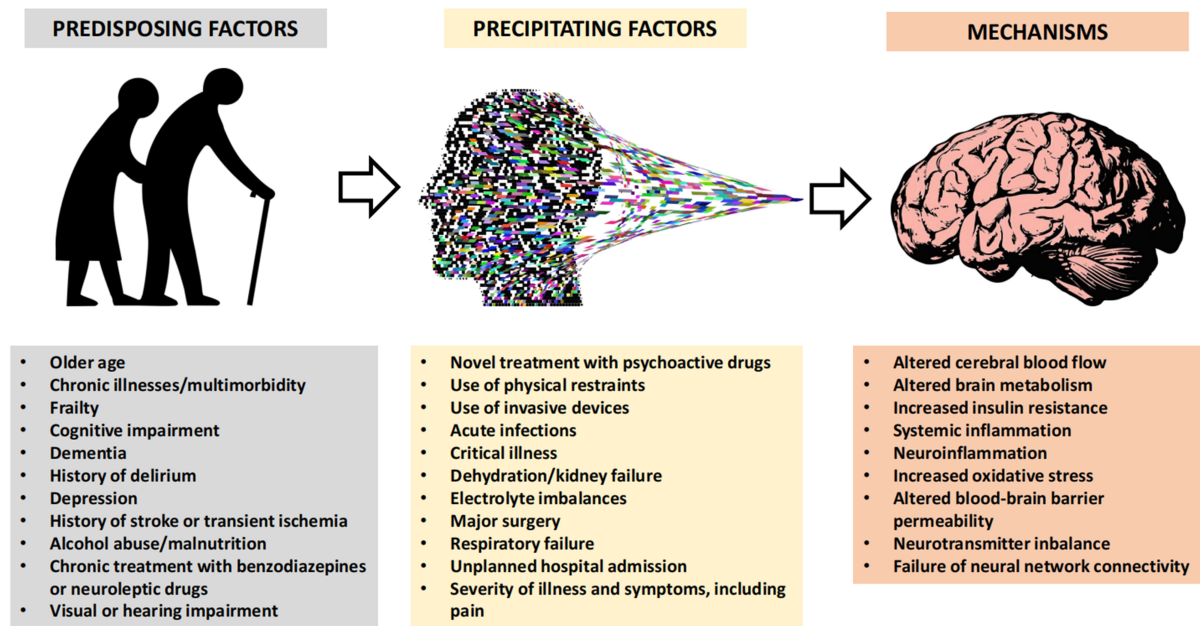 PREDISPOSING FACTORS
PRECIPITATING FACTORS
MECHANISMS
• Older age
• Chronic illnesses/multimorbidity
• Frailty
• Cognitive impairment
• Dementia
• History of delirium
• Depression
• History of stroke or transient ischemia
• Alcohol abuse/malnutrition
• Chronic treatment with benzodiazepines
or neuroleptic drugs
• Visual or hearing impairment
• Novel treatment with psychoactive drugs
• Use of physical restraints
• Use of invasive devices
• Acute infections
• Critical illness
• Dehydration/kidney failure
• Electrolyte imbalances
• Major surgery
• Respiratory failure
• Unplanned hospital admission
• Severity of illness and symptoms, including
pain
• Altered cerebral blood flow
• Altered brain metabolism
• Increased insulin resistance
• Systemic inflammation
• Neuroinflammation
• Increased oxidative stress
• Altered blood-brain barrier
permeability
• Neurotransmitter inbalance
• Failure of neural network connectivity